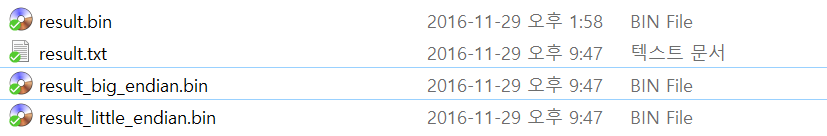 result.bin 2016-11-29 오후 1:58 BIN File
result.txt 2016-11-29 오후 9:47 텍스트 문서
result_big_endian.bin 2016-11-29 오후 9:47 BIN File
result_little_endian.bin 2016-11-29 오후 9:47 BIN File